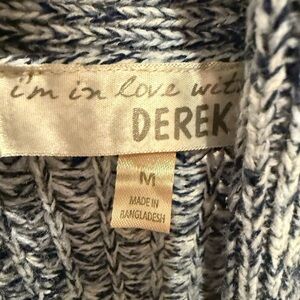 i'm in love with
DEREK
M
MADE IN
BANGLADESH